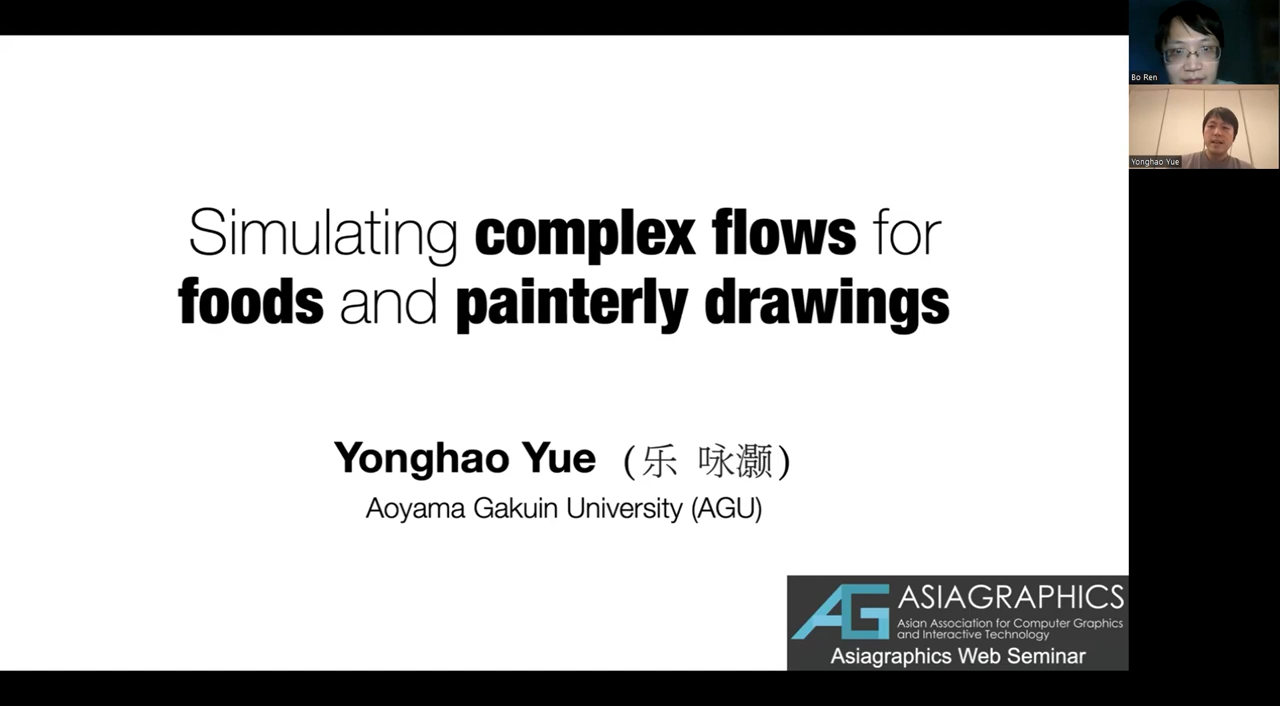 Simulating complex flows for
foods and painterly drawings
Yonghao Yue (乐 咏灏)
Aoyama Gakuin University (AGU)
AG ASIAGRAPHICS
Asian Association for Computer Graphics
and Interactive Technology
Asiagraphics Web Seminar
Bo Ren
Yonghao Yue